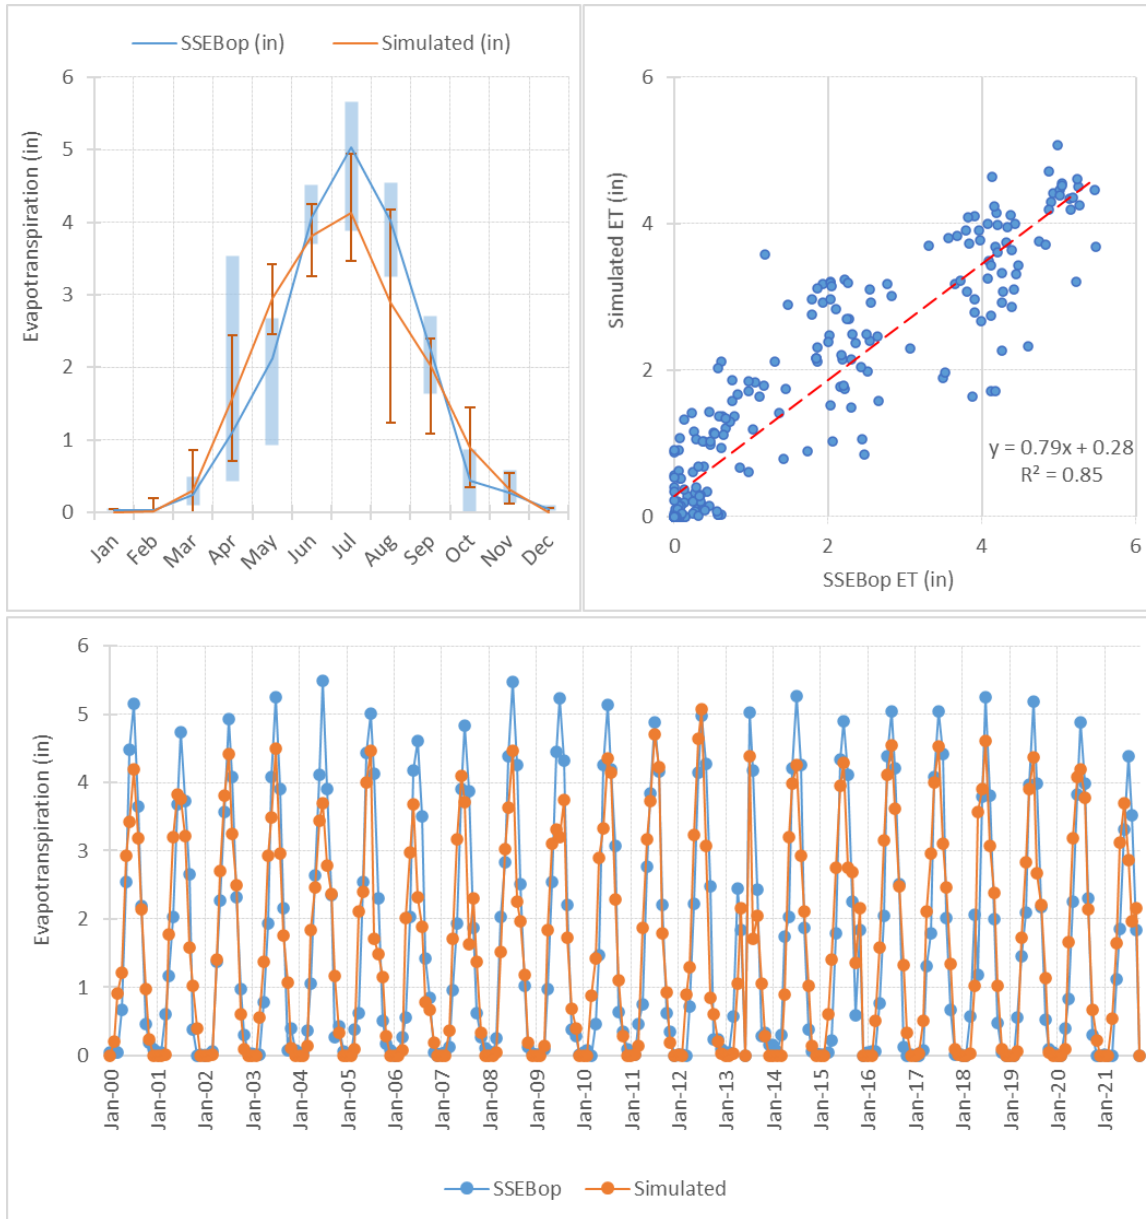 SSEBop (in)
Simulated (in)
Evapotranspiration (in)
6
5
4
3
2
1
0
Jan
Feb
Mar
Apr
May
Jun
Jul
Aug
Sep
Oct
Nov
Dec
Simulated ET (in)
6
4
2
0
y = 0.79x + 0.28
R² = 0.85
0
2
4
6
SSEBop ET (in)
Evapotranspiration (in)
6
5
4
3
2
1
0
Jan-00
Jan-01
Jan-02
Jan-03
Jan-04
Jan-05
Jan-06
Jan-07
Jan-08
Jan-09
Jan-10
Jan-11
Jan-12
Jan-13
Jan-14
Jan-15
Jan-16
Jan-17
Jan-18
Jan-19
Jan-20
Jan-21
SSEBop
Simulated